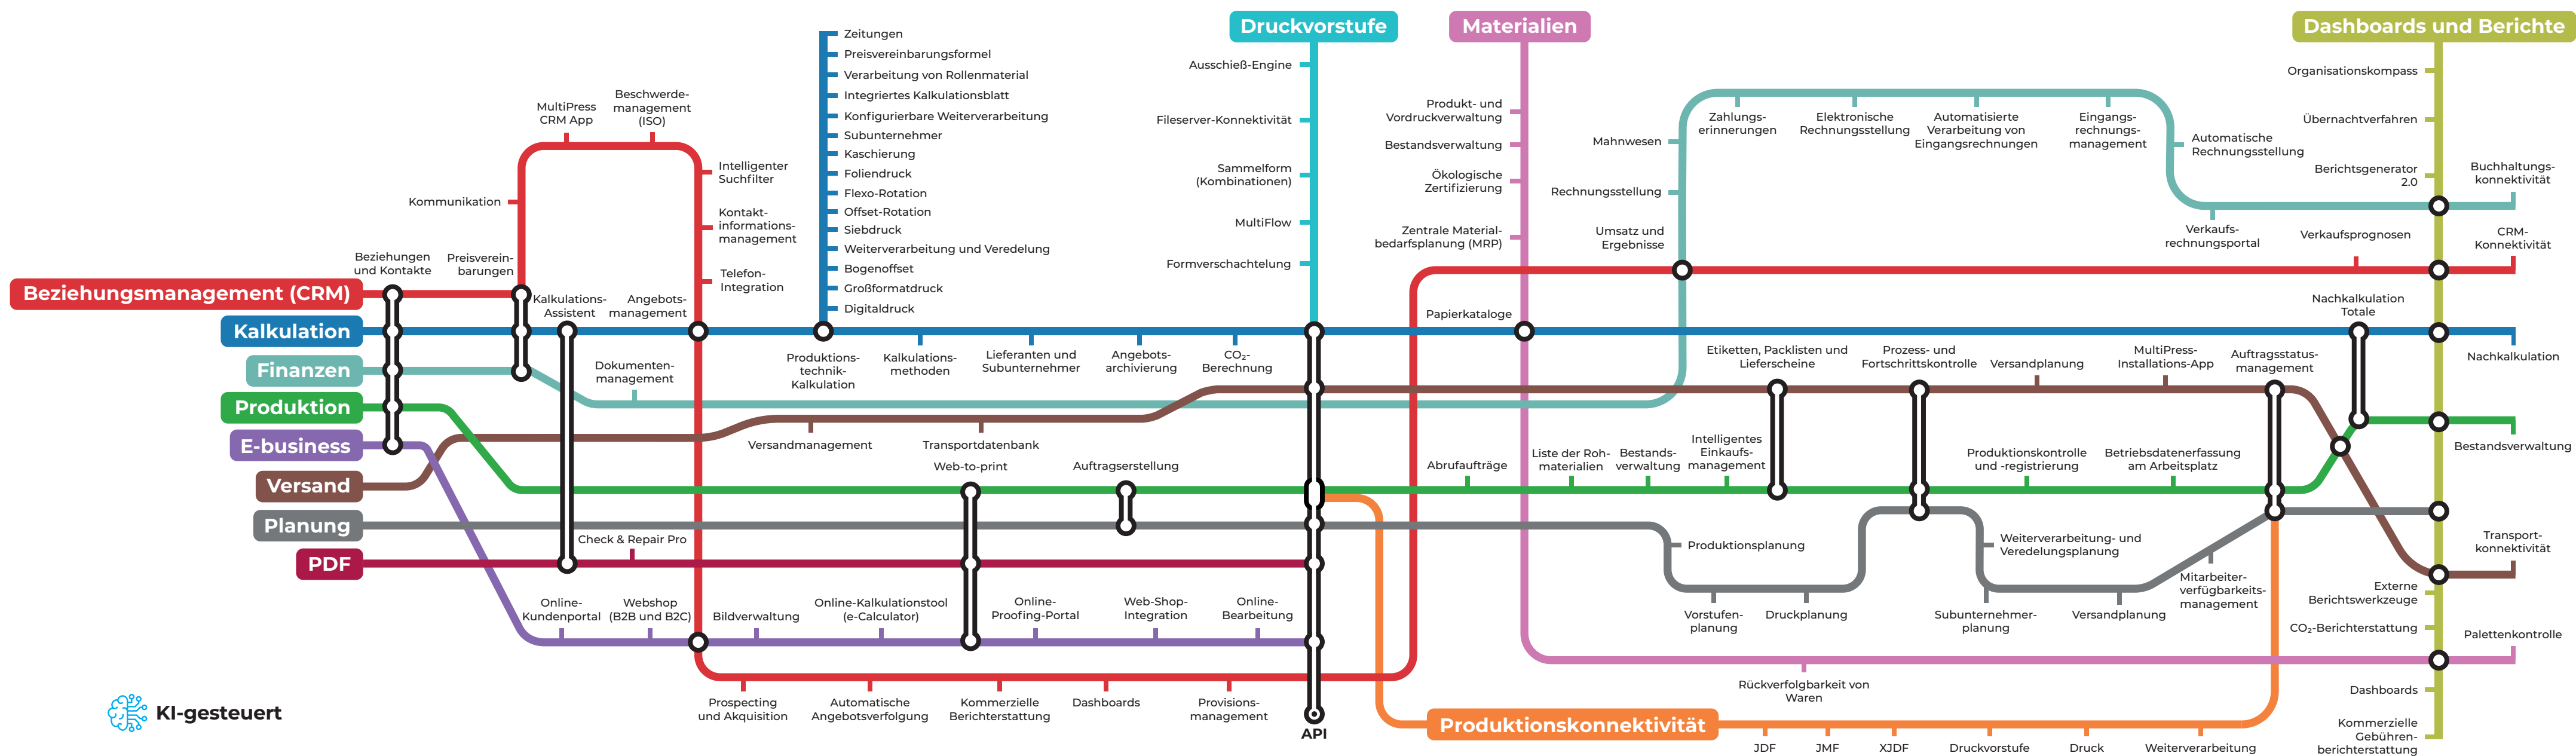 Druckvorstufe
Materialien
Dashboards und Berichte
Zeitungen
Preisvereinbarungsformel
Verarbeitung von Rollenmaterial
Integriertes Kalkulationsblatt
Konfigurierbare Weiterverarbeitung
Subunternehmer
Kaschierung
Foliendruck
Flexo-Rotation
Offset-Rotation
Siebdruck
Weiterverarbeitung und Veredelung
Bogenoffset
Großformatdruck
Digitaldruck
Ausschieß-Engine
Fileserver-Konnektivität
Sammelform
(Kombinationen)
MultiFlow
Formverschachtelung
Produkt- und
Vordruckverwaltung
Bestandsverwaltung
Ökologische
Zertifizierung
Zentrale Material-
bedarfsplanung (MRP)
Papierkataloge
Mahnwesen
Rechnungsstellung
Umsatz und
Ergebnisse
Zahlungs-
erinnerungen
Elektronische
Rechnungsstellung
Automatisierte
Verarbeitung von
Eingangsrechnungen
Eingangs-
rechnungs-
management
Automatische
Rechnungsstellung
Verkaufs-
rechnungsportal
Organisationskompass
Übernachtverfahren
Berichtsgenerator
2.0
Buchhaltungs-
konnektivität
Verkaufsprognosen
CRM-
Konnektivität
MultiPress
CRM App
Beschwerde-
management
(ISO)
Kommunikation
Intelligenter
Suchfilter
Kontakt-
informations-
management
Telefon-
Integration
Beziehungen
und Kontakte
Preisverein-
barungen
Beziehungsmanagement (CRM)
Kalkulations-
Assistent
Angebots-
management
Kalkulation
Produktions-
technik-
Kalkulation
Kalkulations-
methoden
Lieferanten und
Subunternehmer
Angebots-
archivierung
CO₂-
Berechnung
Nachkalkulation
Totale
Nachkalkulation
Finanzen
Dokumenten-
management
Etiketten, Packlisten und
Lieferscheine
Prozess- und
Fortschrittskontrolle
Versandplanung
MultiPress-
Installations-App
Auftragsstatus-
management
Produktion
E-business
Versandmanagement
Transportdatenbank
Web-to-print
Auftragserstellung
Abrufaufträge
Liste der Roh-
materialien
Bestands-
verwaltung
Intelligentes
Einkaufs-
management
Produktionskontrolle
und -registrierung
Betriebsdatenerfassung
am Arbeitsplatz
Bestandsverwaltung
Versand
Planung
Produktionsplanung
Weiterverarbeitung- und
Veredelungsplanung
Vorstufen-
planung
Druckplanung
Subunternehmer-
planung
Versandplanung
Mitarbeiter-
verfügbarkeits-
management
Transport-
konnektivität
PDF
Check & Repair Pro
Online-
Kundenportal
Webshop
(B2B und B2C)
Bildverwaltung
Online-Kalkulationstool
(e-Calculator)
Online-
Proofing-Portal
Web-Shop-
Integration
Online-
Bearbeitung
Externe
Berichtswerkzeuge
CO₂-Berichterstattung
Palettenkontrolle
Rückverfolgbarkeit von
Waren
Dashboards
Kommerzielle
Gebühren-
berichterstattung
KI-gesteuert
Prospecting
und Akquisition
Automatische
Angebotsverfolgung
Kommerzielle
Berichterstattung
Dashboards
Provisions-
management
API
Produktionskonnektivität
JDF
JMF
XJDF
Druckvorstufe
Druck
Weiterverarbeitung